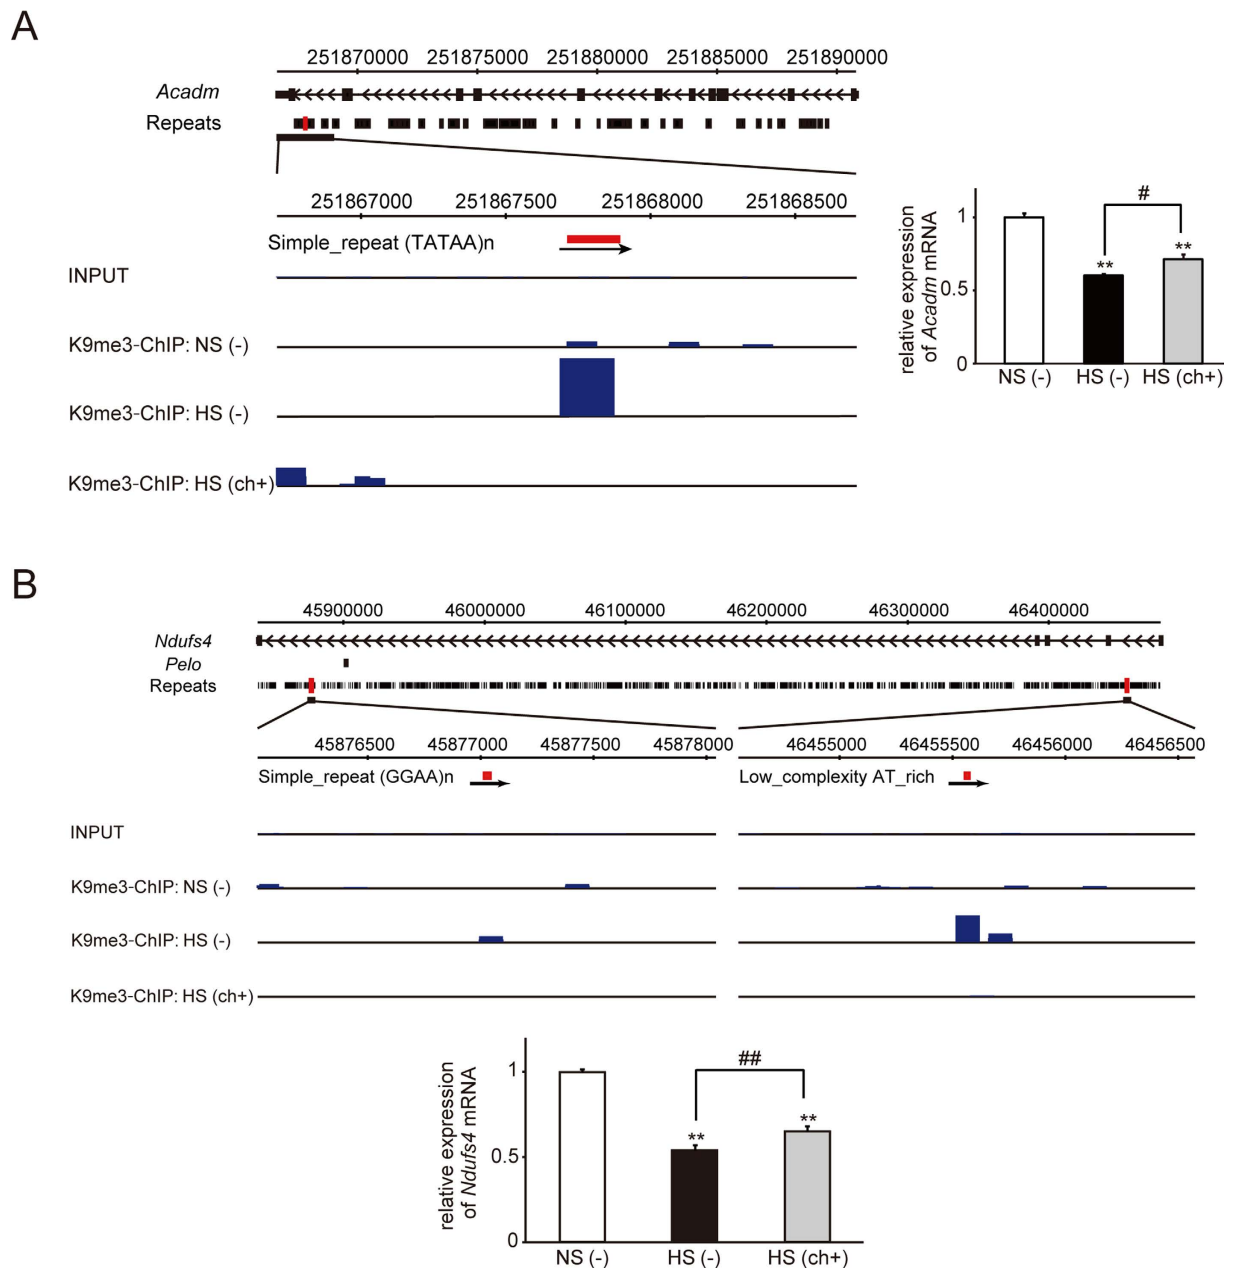 A
251870000 251875000 251880000 251885000 251890000
Acadm
Repeats
251867000 251867500 251868000 251868500
Simple_repeat (TATAA)n
INPUT
K9me3-ChIP: NS (-)
K9me3-ChIP: HS (-)
K9me3-ChIP: HS (ch+)
relative expression
of Acadm mRNA
1
0.5
0
#
**
**
NS (-) HS (-) HS (ch+)
B
45900000 46000000 46100000 46200000 46300000 46400000
Ndufs4
Pelo
Repeats
45876500 45877000 45877500 45878000 46455000 46455500 46456000 46456500
Simple_repeat (GGAA)n Low_complexity AT_rich
INPUT
K9me3-ChIP: NS (-)
K9me3-ChIP: HS (-)
K9me3-ChIP: HS (ch+)
relative expression
of Ndufs4 mRNA
1
0.5
0
##
**
**
NS (-) HS (-) HS (ch+)